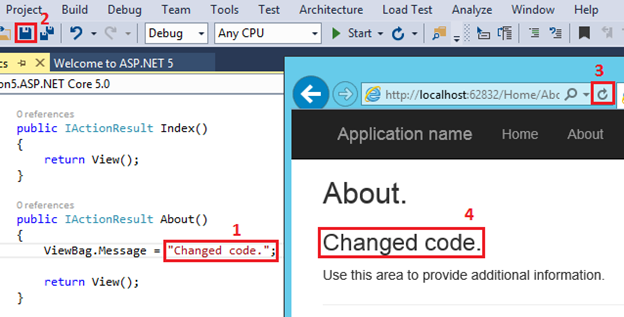 Project Build Debug Team Tools Test Architecture Load Test Analyze Window
2
Debug Any CPU Start
cs Welcome to ASP.NET 5
on5.ASP.NET Core 5.0
0 references
public IActionResult Index()
{
return View();
}
0 references
public IActionResult About()
{
1
ViewBag.Message = "Changed code.";
return View();
}
3
http://localhost:62832/Home/Abo
Application name Home About
About.
4
Changed code.
Use this area to provide additional information.